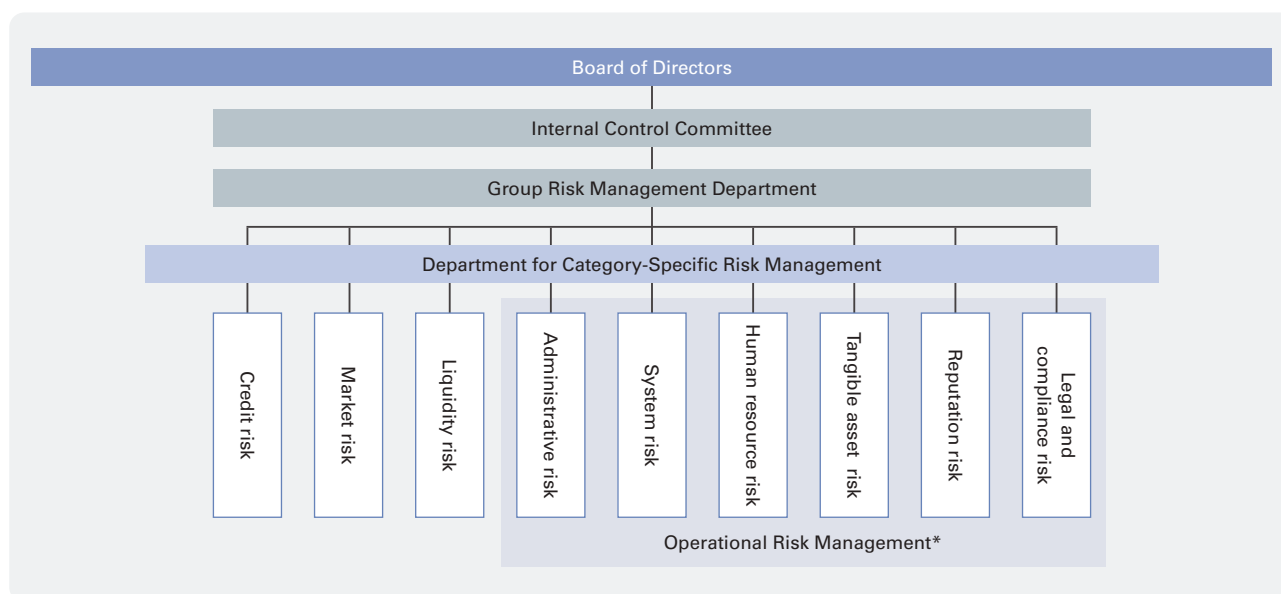 Board of Directors
Internal Control Committee
Group Risk Management Department
Department for Category-Specific Risk Management
Credit risk
Market risk
Liquidity risk
Administrative risk
System risk
Human resource risk
Tangible asset risk
Reputation risk
Legal and
compliance risk
Operational Risk Management*